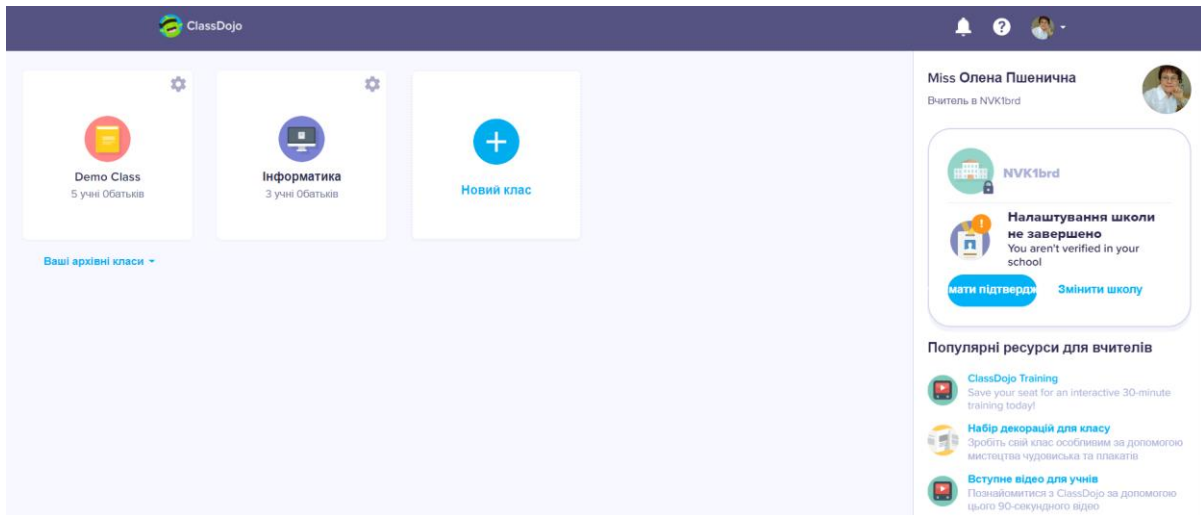 ClassDojo
Demo Class
5 учні 0батьків
Інформатика
3 учні 0батьків
Новий клас
Ваші архівні класи
Miss Олена Пшенична
Вчитель в NVK1brd
NVK1brd
Налаштування школи
не завершено
You aren't verified in your
school
мати підтвердж
Змінити школу
Популярні ресурси для вчителів
ClassDojo Training
Save your seat for an interactive 30-minute
training today!
Набір декорацій для класу
Зробіть свій клас особливим за допомогою
мистецтва чудовиська та плакатів
Вступне відео для учнів
Познайомитися з ClassDojo за допомогою
цього 90-секундного відео